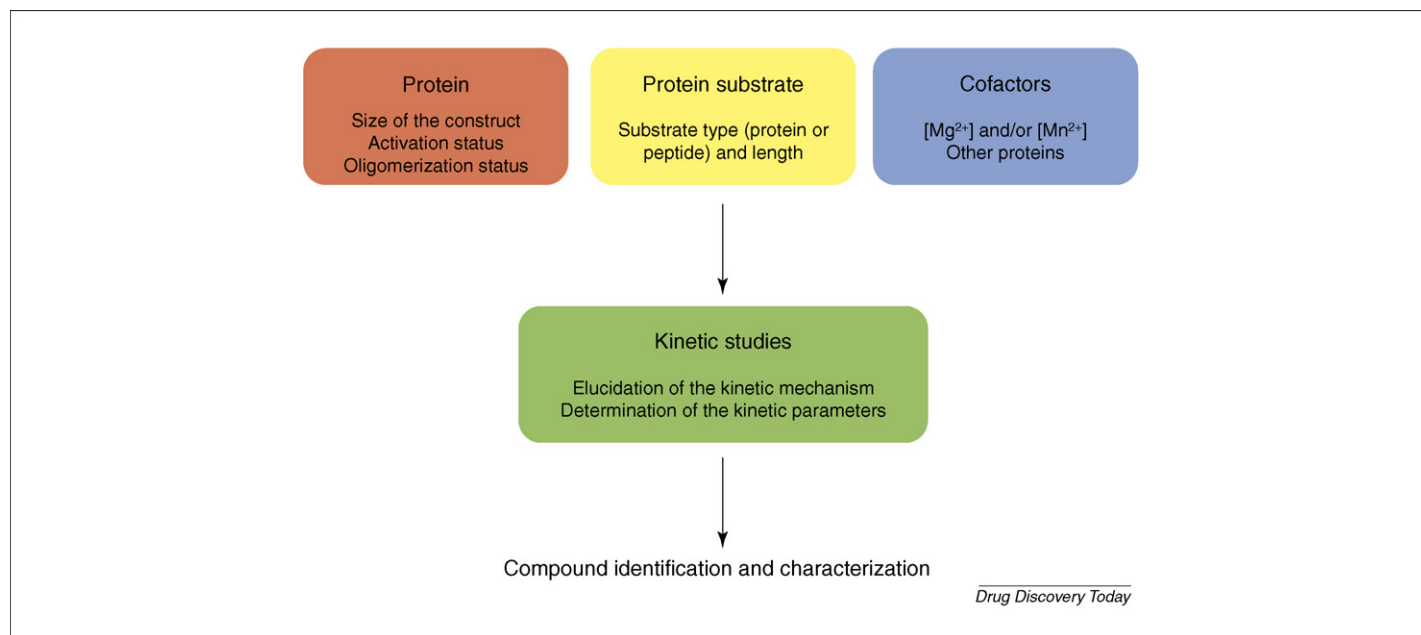 Protein
Size of the construct
Activation status
Oligomerization status
Protein substrate
Substrate type (protein or
peptide) and length
Cofactors
[Mg²⁺] and/or [Mn²⁺]
Other proteins
Kinetic studies
Elucidation of the kinetic mechanism
Determination of the kinetic parameters
Compound identification and characterization
Drug Discovery Today